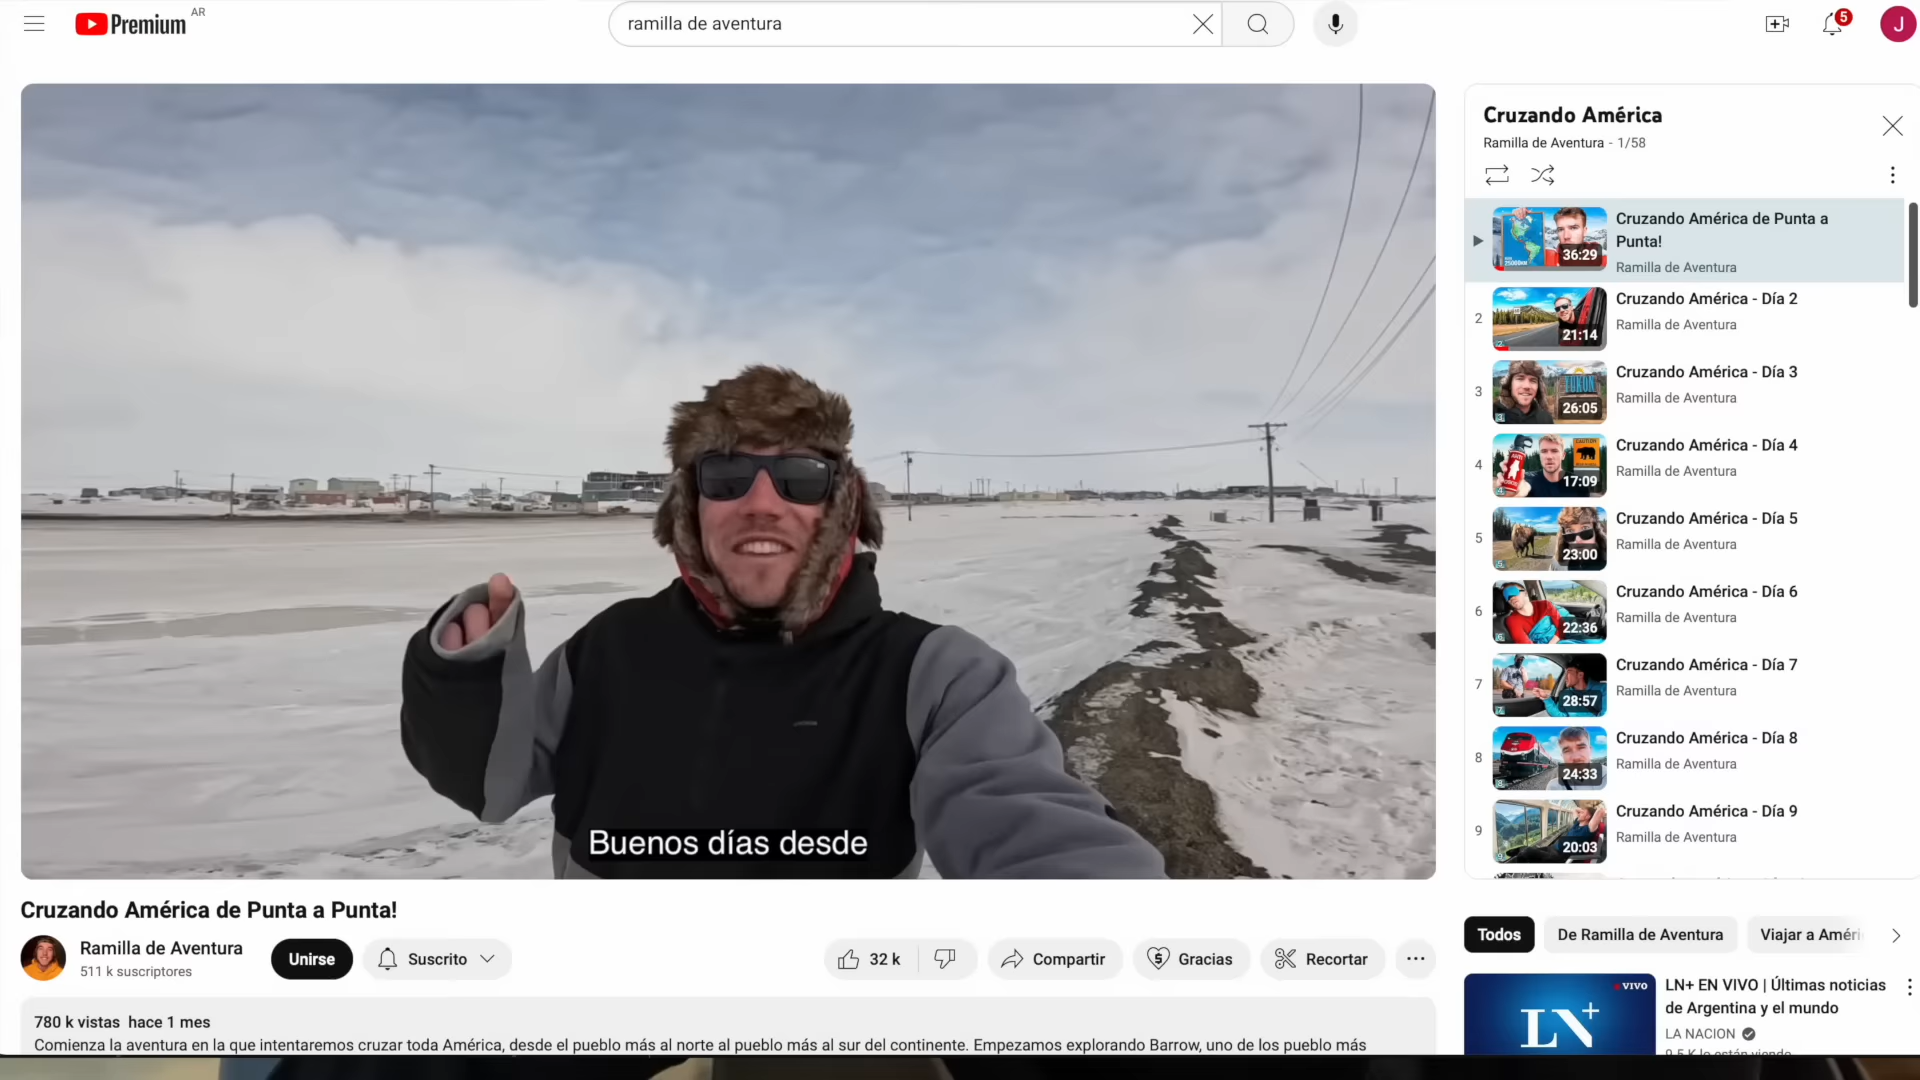 Premium AR
ramilla de aventura
5
J
Buenos días desde
Cruzando América de Punta a Punta!
Ramilla de Aventura
511 k suscriptores
Unirse
Suscrito
32 k
Compartir
Gracias
Recortar
780 k vistas hace 1 mes
Comienza la aventura en la que intentaremos cruzar toda América, desde el pueblo más al norte al pueblo más al sur del continente. Empezamos explorando Barrow, uno de los pueblo más
Cruzando América
Ramilla de Aventura - 1/58
36:29
Cruzando América de Punta a
Punta!
Ramilla de Aventura
2
21:14
Cruzando América - Día 2
Ramilla de Aventura
3
YUKON
26:05
Cruzando América - Día 3
Ramilla de Aventura
4
CAUTION
17:09
Cruzando América - Día 4
Ramilla de Aventura
5
23:00
Cruzando América - Día 5
Ramilla de Aventura
6
22:36
Cruzando América - Día 6
Ramilla de Aventura
7
28:57
Cruzando América - Día 7
Ramilla de Aventura
8
24:33
Cruzando América - Día 8
Ramilla de Aventura
9
20:03
Cruzando América - Día 9
Ramilla de Aventura
Todos
De Ramilla de Aventura
Viajar a Améri
VIVO
LN+
LN+ EN VIVO | Últimas noticias
de Argentina y el mundo
LA NACION
9,5 K lo están viendo